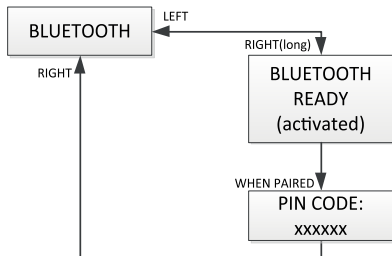 LEFT
BLUETOOTH
RIGHT(long)
RIGHT
BLUETOOTH
READY
(activated)
WHEN PAIRED
PIN CODE:
xxxxxx